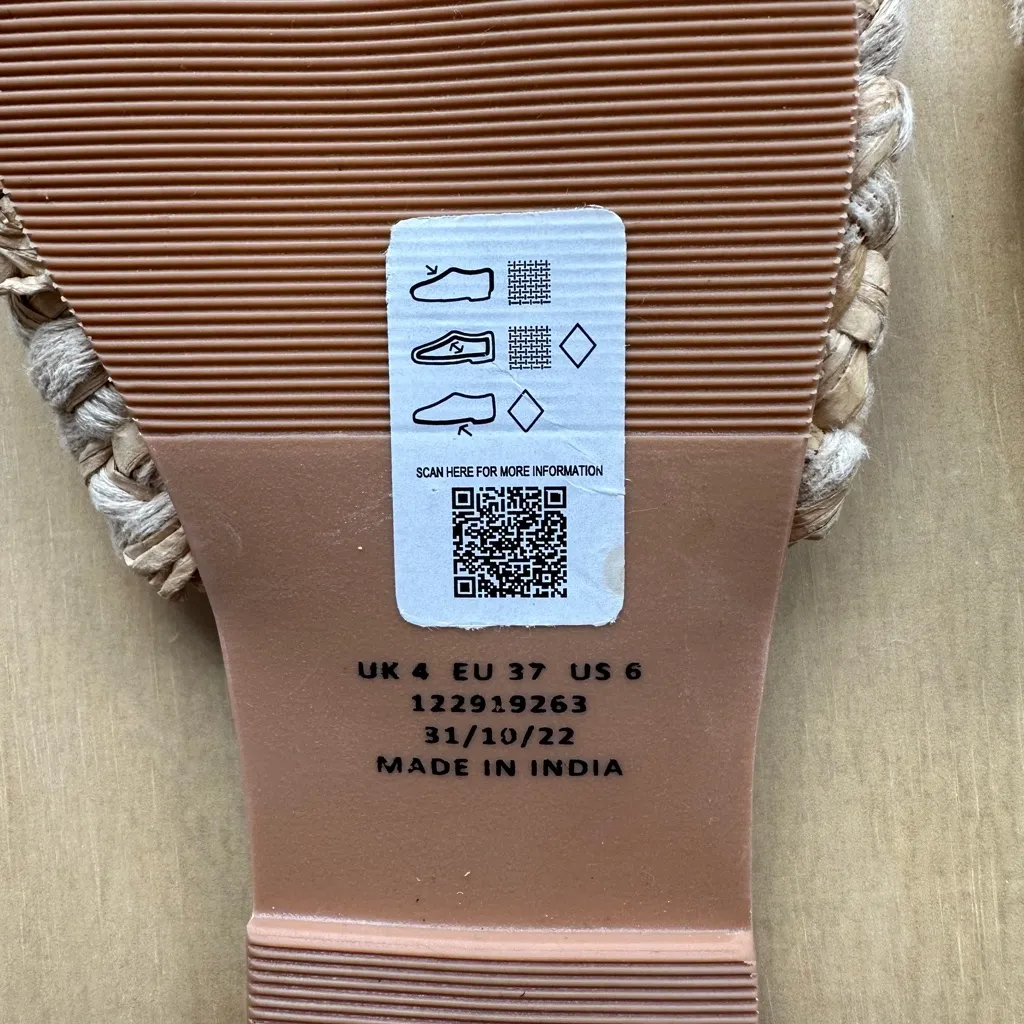 SCAN HERE FOR MORE INFORMATION
UK 4 EU 37 US 6
122919263
31/10/22
MADE IN INDIA